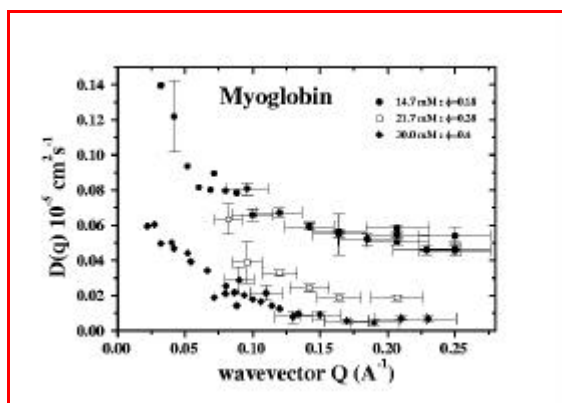 Myoglobin
14.7 mM : ϕ=0.18
21.7 mM : ϕ=0.28
30.0 mM : ϕ=0.4
D(q) 10⁻⁵ cm²s⁻¹
0.14
0.12
0.10
0.08
0.06
0.04
0.02
0.00
0.00 0.05 0.10 0.15 0.20 0.25
wavevector Q (A⁻¹)